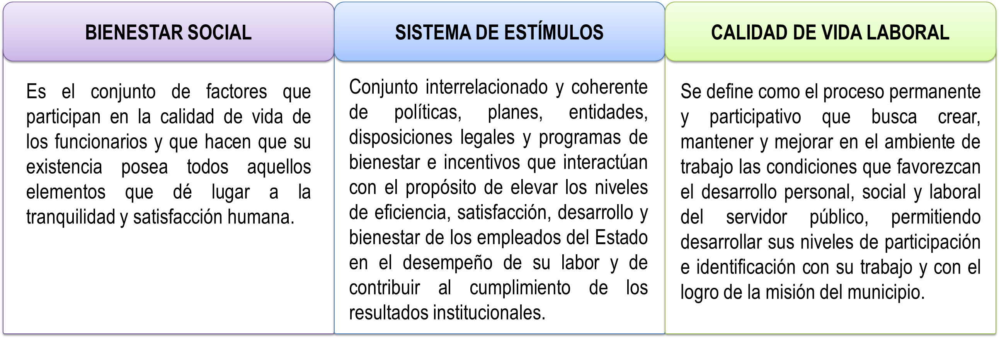 BIENESTAR SOCIAL
Es el conjunto de factores que
participan en la calidad de vida de
los funcionarios y que hacen que su
existencia posea todos aquellos
elementos que dé lugar a la
tranquilidad y satisfacción humana.
SISTEMA DE ESTÍMULOS
Conjunto interrelacionado y coherente
de políticas, planes, entidades,
disposiciones legales y programas de
bienestar e incentivos que interactúan
con el propósito de elevar los niveles
de eficiencia, satisfacción, desarrollo y
bienestar de los empleados del Estado
en el desempeño de su labor y de
contribuir al cumplimiento de los
resultados institucionales.
CALIDAD DE VIDA LABORAL
Se define como el proceso permanente
y participativo que busca crear,
mantener y mejorar en el ambiente de
trabajo las condiciones que favorezcan
el desarrollo personal, social y laboral
del servidor público, permitiendo
desarrollar sus niveles de participación
e identificación con su trabajo y con el
logro de la misión del municipio.